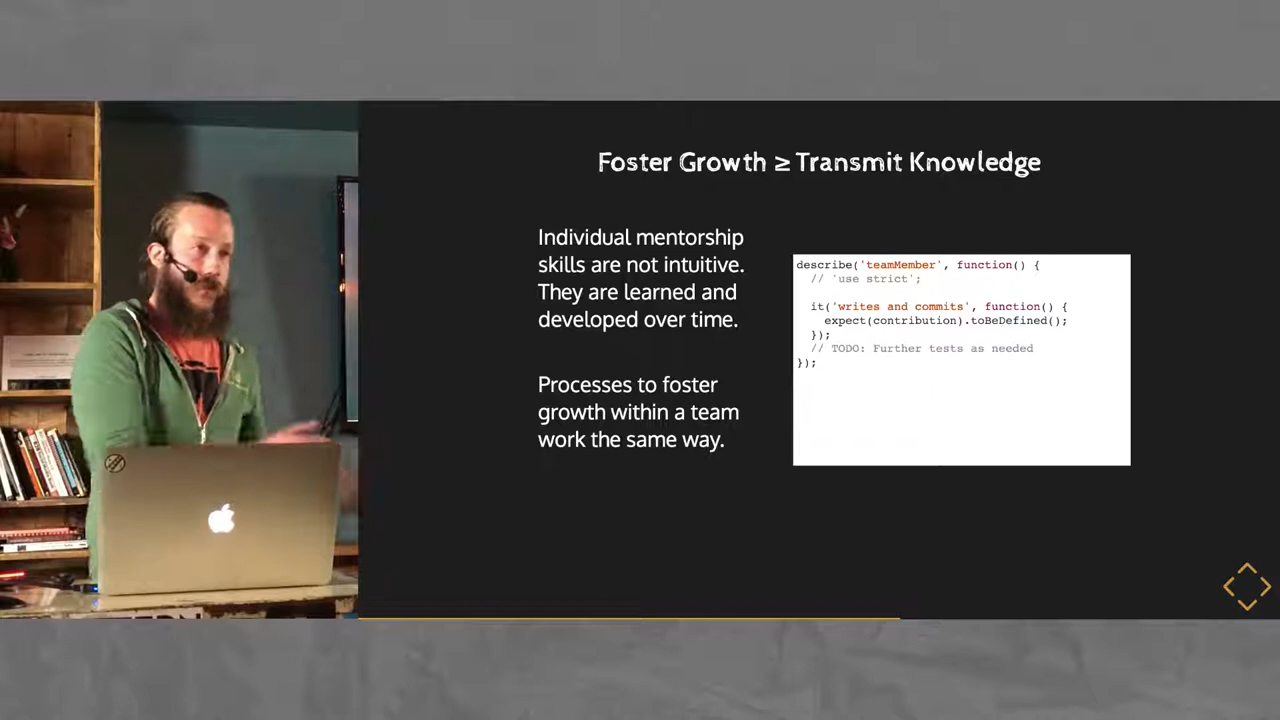 Foster Growth ≥ Transmit Knowledge
Individual mentorship
skills are not intuitive.
They are learned and
developed over time.
Processes to foster
growth within a team
work the same way.
describe('teamMember', function() {
// 'use strict';
it('writes and commits', function() {
expect(contribution).toBeDefined();
});
// TODO: Further tests as needed
});